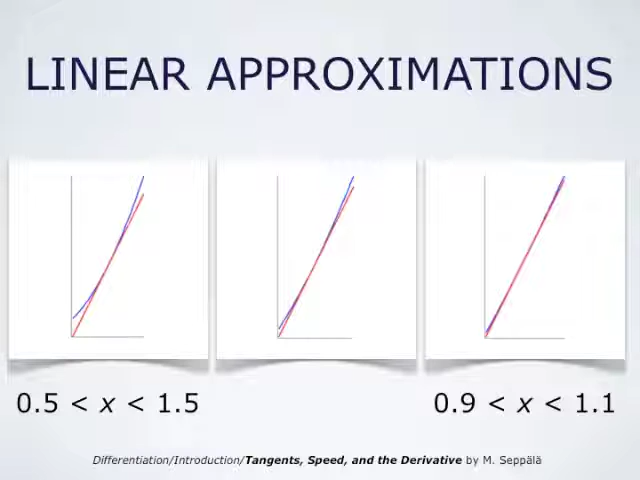 LINEAR APPROXIMATIONS
0.5 < x < 1.5
0.9 < x < 1.1
Differentiation/Introduction/Tangents, Speed, and the Derivative by M. Seppälä